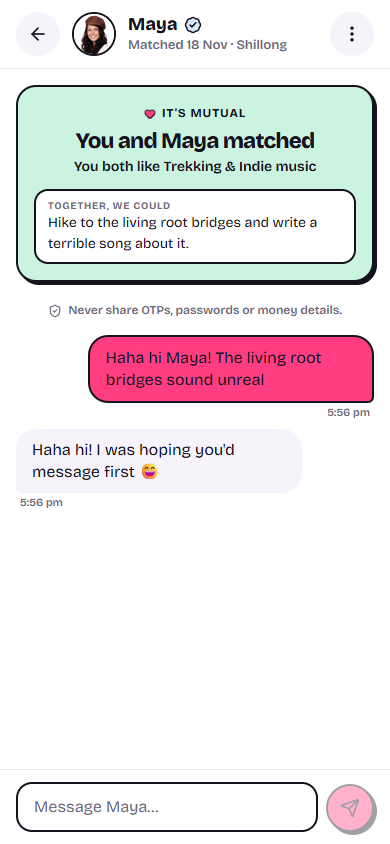 Maya
Matched 18 Nov · Shillong
IT'S MUTUAL
You and Maya matched
You both like Trekking & Indie music
TOGETHER, WE COULD
Hike to the living root bridges and write a
terrible song about it.
Never share OTPs, passwords or money details.
Haha hi Maya! The living root
bridges sound unreal
5:56 pm
Haha hi! I was hoping you'd
message first 😄
5:56 pm
Message Maya...